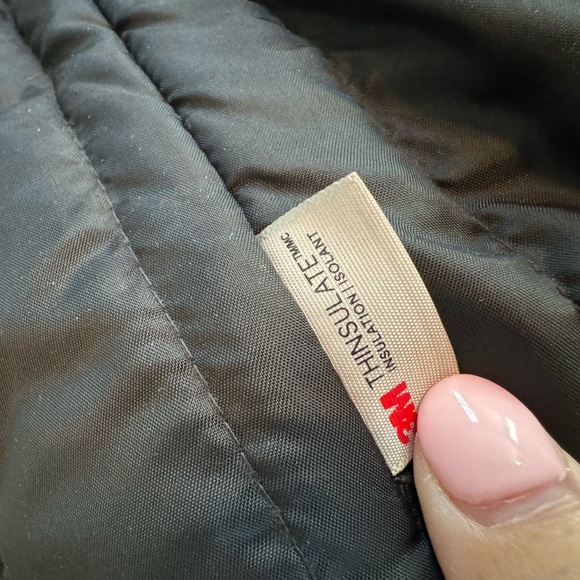 3M
THINSULATE™MC
INSULATION | ISOLANT